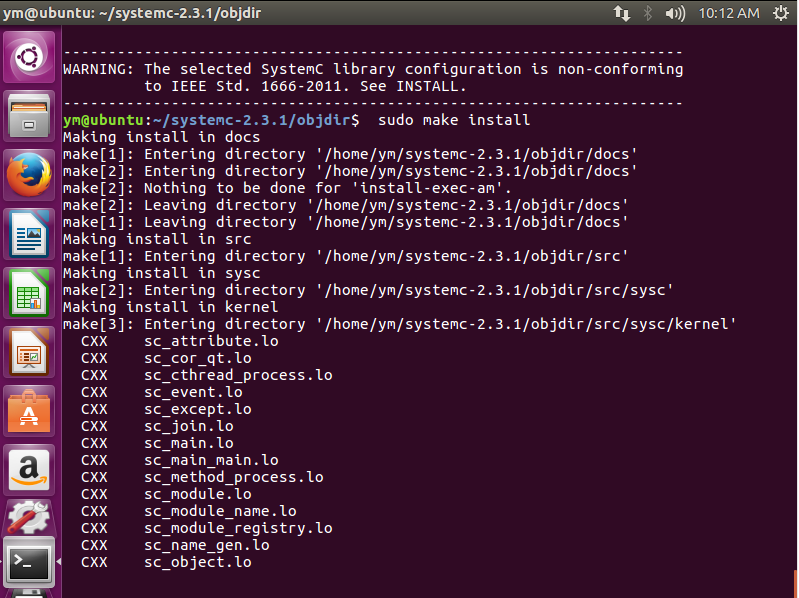 ym@ubuntu: ~/systemc-2.3.1/objdir 10:12 AM
---------------------------------------------------------------------
WARNING: The selected SystemC library configuration is non-conforming
         to IEEE Std. 1666-2011. See INSTALL.
---------------------------------------------------------------------
ym@ubuntu:~/systemc-2.3.1/objdir$  sudo make install
Making install in docs
make[1]: Entering directory '/home/ym/systemc-2.3.1/objdir/docs'
make[2]: Entering directory '/home/ym/systemc-2.3.1/objdir/docs'
make[2]: Nothing to be done for 'install-exec-am'.
make[2]: Leaving directory '/home/ym/systemc-2.3.1/objdir/docs'
make[1]: Leaving directory '/home/ym/systemc-2.3.1/objdir/docs'
Making install in src
make[1]: Entering directory '/home/ym/systemc-2.3.1/objdir/src'
Making install in sysc
make[2]: Entering directory '/home/ym/systemc-2.3.1/objdir/src/sysc'
Making install in kernel
make[3]: Entering directory '/home/ym/systemc-2.3.1/objdir/src/sysc/kernel'
  CXX    sc_attribute.lo
  CXX    sc_cor_qt.lo
  CXX    sc_cthread_process.lo
  CXX    sc_event.lo
  CXX    sc_except.lo
  CXX    sc_join.lo
  CXX    sc_main.lo
  CXX    sc_main_main.lo
  CXX    sc_method_process.lo
  CXX    sc_module.lo
  CXX    sc_module_name.lo
  CXX    sc_module_registry.lo
  CXX    sc_name_gen.lo
  CXX    sc_object.lo